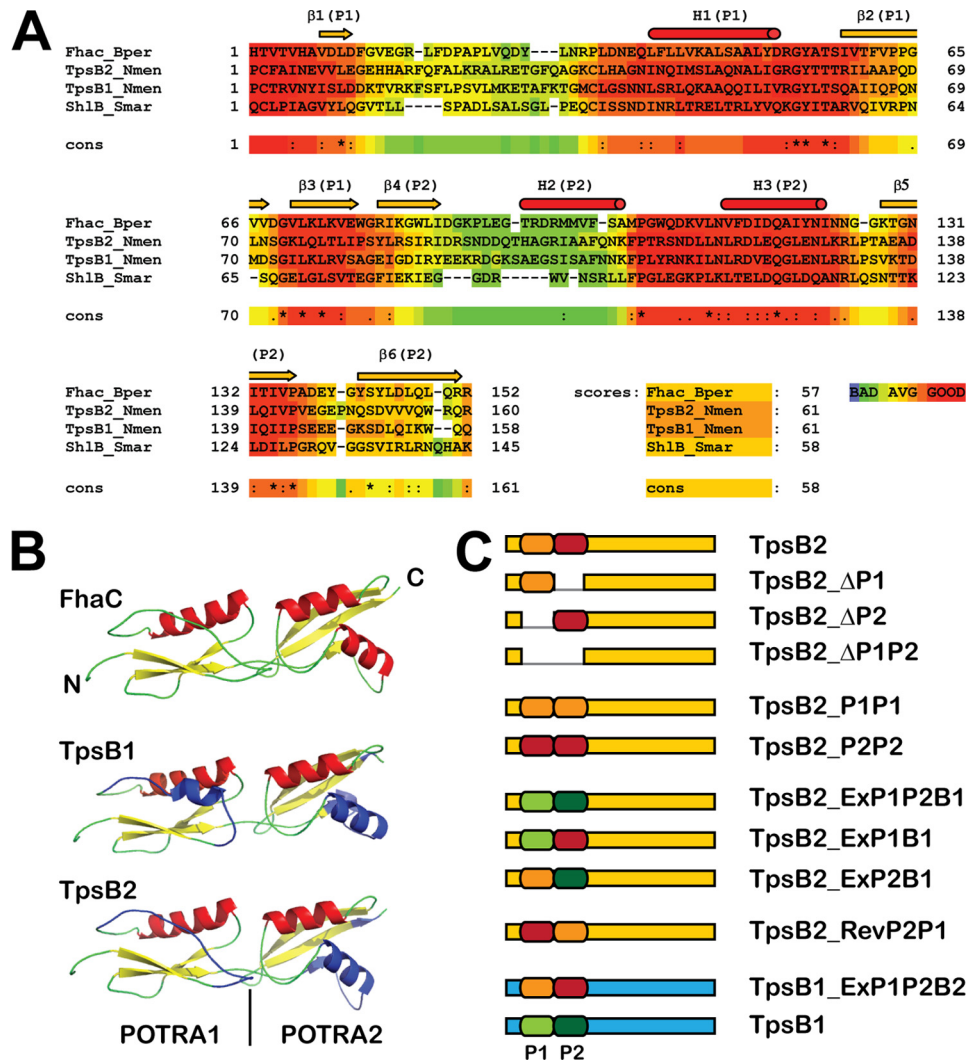 A
β1(P1) H1(P1) β2(P1)
Fhac_Bper 1 HTVTVHAVDLDFGVEGR-LFDPAPLVQDY----LNRFLDNEQLFLLVKALSAALYDRGYATSIVTFVPPG 65
TpsB2_Nmen 1 PCFAINEVVLEGEHHARFQFALKRALRETGFQAGKCLHAGNINQIMSLAQNALIGRGYTTTRILAAPQD 69
TpsB1_Nmen 1 PCTRVNYISLDDKTVRKFSFLPSVLMKETAFKTGMCLGSNNLSRLQKAAQQILIVRGYLTSQAIIQPQN 69
ShlB_Smar 1 QCLPIAGVYLQGVTLL----SPADLSALSGL-PEQCISSNDINRLTRELTRLYVQKGYITARVQIVRPN 64
cons 1 : : *: : :: : ** * : . 69
β3(P1) β4(P2) H2(P2) H3(P2) β5
Fhac_Bper 66 VVDGVLKLKVEWGRIKGWLIDGKPLEG-TRDRMMVF-SAMPGWQDKVLNVFDIDQAIYNINNG-GKTGN 131
TpsB2_Nmen 70 LNSGKLQLTLIPSYLRSIRIDRSNDDQTHAGRIAAFQNKFPTRSNDLLNLRDLEQGLENLKRLPTAEAD 138
TpsB1_Nmen 70 MDSGILKLRVSAGEIGDIRYEEKRDGKSAEGSISAFNNKFPLYRNKILNLRDVEQGLENLRRLPSVKTD 138
ShlB_Smar 65 -SQGELGLSVTEGFIEKIEG----GDR----WV-NSRLLFPGLKGKPLKLTELDQGLDQANRLQSNTTK 123
cons 70 .* * * : : . : * .. *: :::* : . . . 138
(P2) β6(P2)
Fhac_Bper 132 ITIVPADEY-GYSYLDLQL-QRR 152
TpsB2_Nmen 139 LQIVPVEGEPNQSDVVVQW-RQR 160
TpsB1_Nmen 139 IQIIPSEEE-GKSDLQIKW--QQ 158
ShlB_Smar 124 LDILPGRQV-GGSVIRLRNQHAK 145
cons 139 : *:* . * : :: : 161
scores: Fhac_Bper : 57 BAD AVG GOOD
TpsB2_Nmen : 61
TpsB1_Nmen : 61
ShlB_Smar : 58
cons : 58
B
FhaC
C
N
TpsB1
TpsB2
POTRA1 POTRA2
C
TpsB2
TpsB2_ΔP1
TpsB2_ΔP2
TpsB2_ΔP1P2
TpsB2_P1P1
TpsB2_P2P2
TpsB2_ExP1P2B1
TpsB2_ExP1B1
TpsB2_ExP2B1
TpsB2_RevP2P1
TpsB1_ExP1P2B2
TpsB1
P1 P2